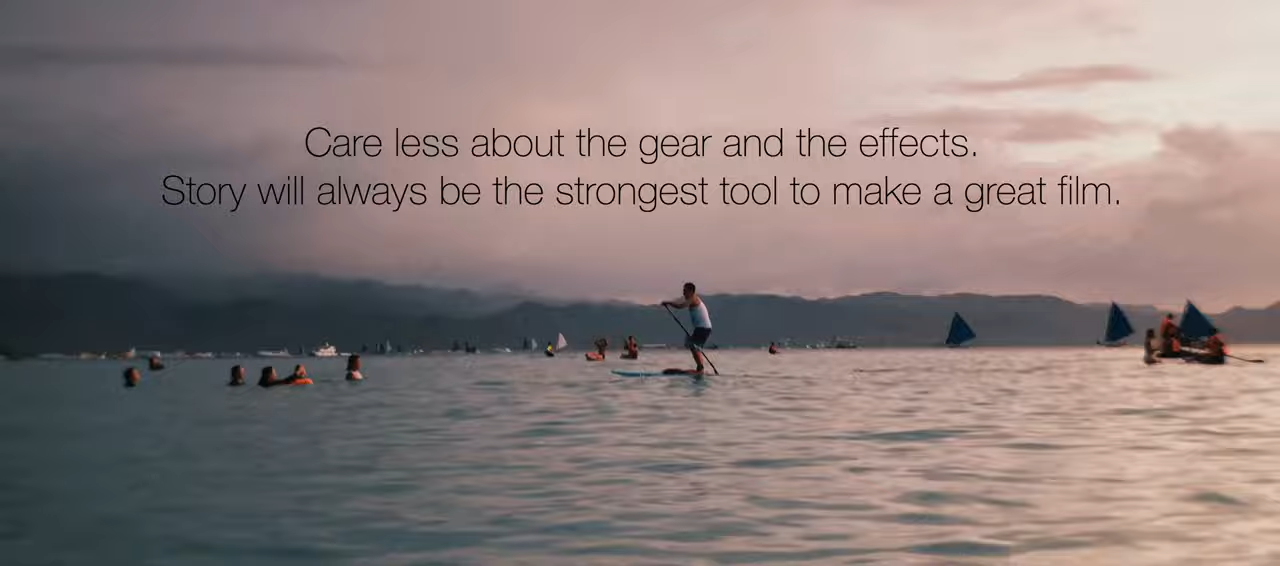 Care less about the gear and the effects.
Story will always be the strongest tool to make a great film.